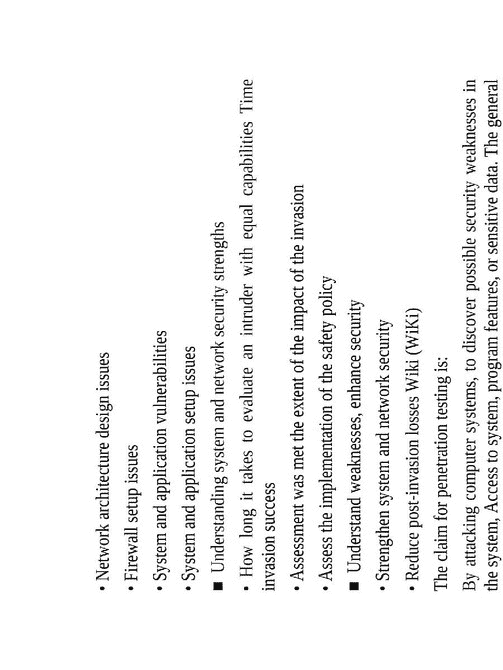 • Network architecture design issues
• Firewall setup issues
• System and application vulnerabilities
• System and application setup issues
■ Understanding system and network security strengths
• How long it takes to evaluate an intruder with equal capabilities Time
invasion success
• Assessment was met the extent of the impact of the invasion
• Assess the implementation of the safety policy
■ Understand weaknesses, enhance security
• Strengthen system and network security
• Reduce post-invasion losses Wiki (WiKi)
The claim for penetration testing is:
By attacking computer systems, to discover possible security weaknesses in
the system, Access to system, program features, or sensitive data. The general